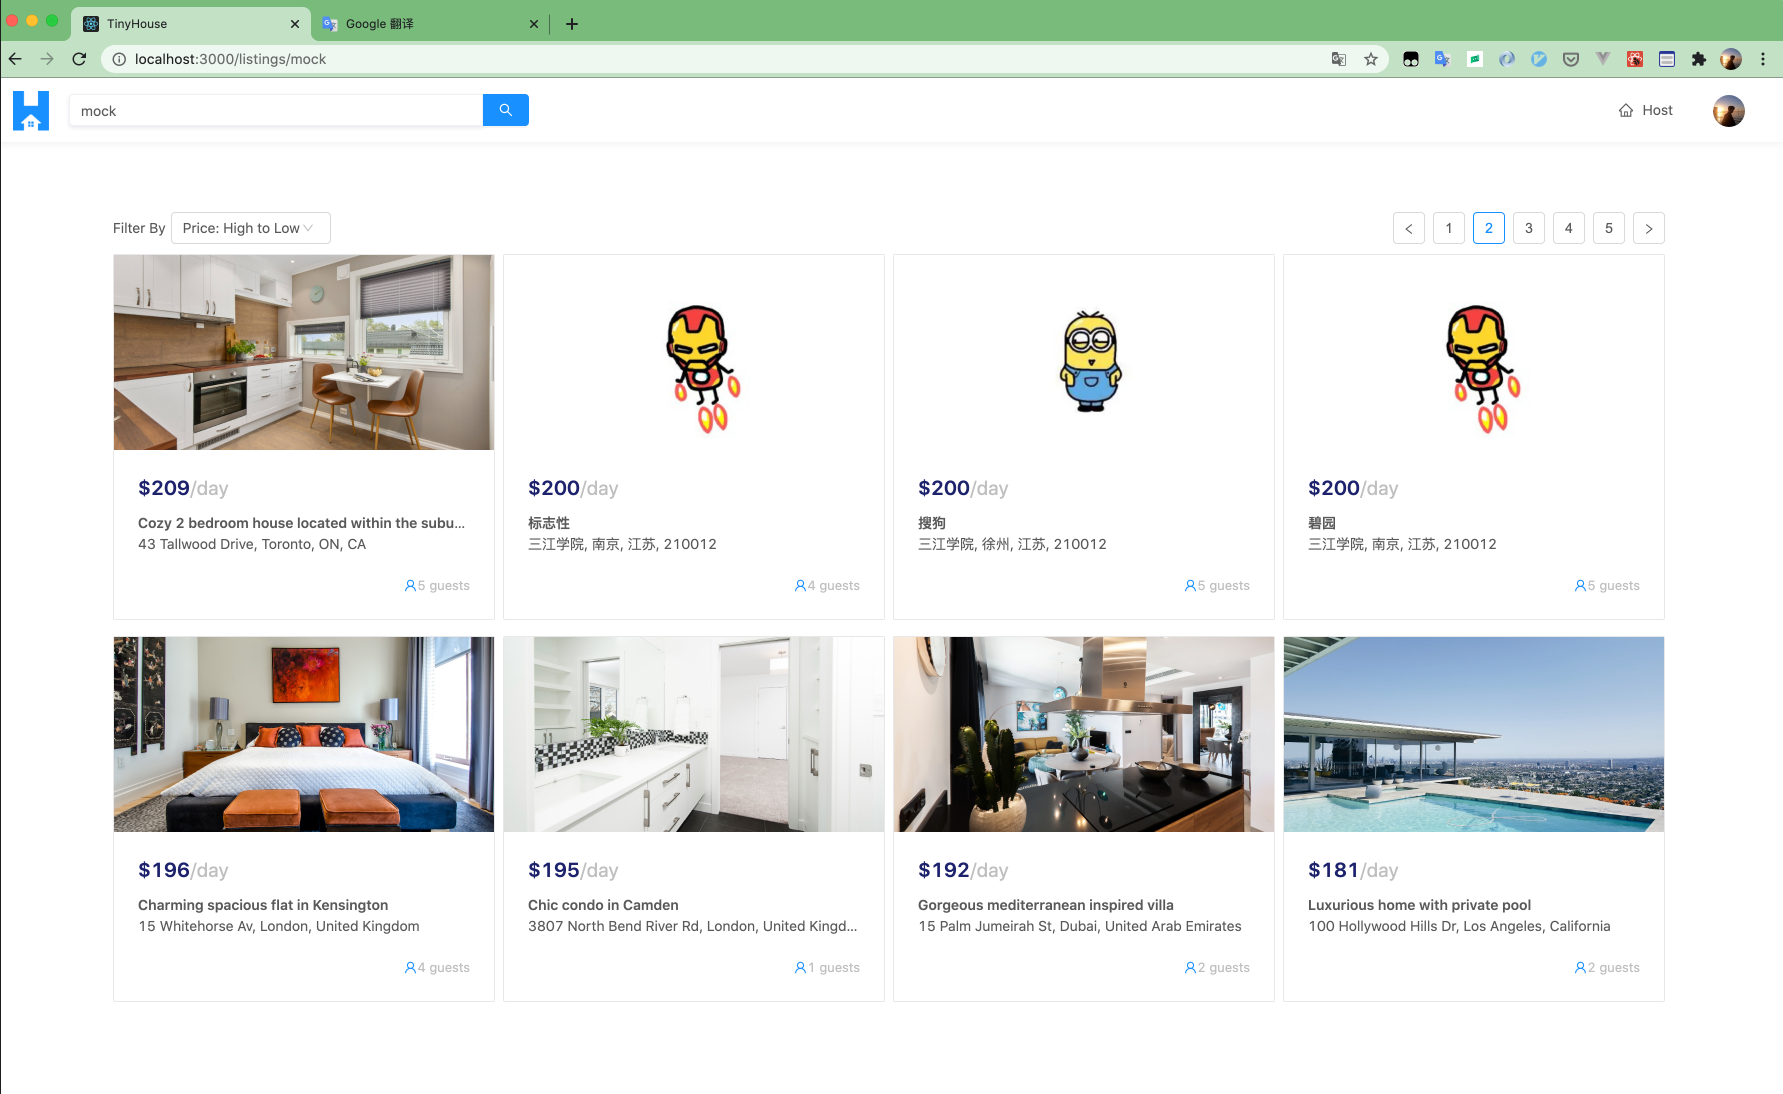 TinyHouse
Google 翻译
localhost:3000/listings/mock
mock
Host
Filter By
Price: High to Low
1
2
3
4
5
$209/day
Cozy 2 bedroom house located within the subu...
43 Tallwood Drive, Toronto, ON, CA
5 guests
$200/day
标志性
三江学院, 南京, 江苏, 210012
4 guests
$200/day
搜狗
三江学院, 徐州, 江苏, 210012
5 guests
$200/day
碧园
三江学院, 南京, 江苏, 210012
5 guests
$196/day
Charming spacious flat in Kensington
15 Whitehorse Av, London, United Kingdom
4 guests
$195/day
Chic condo in Camden
3807 North Bend River Rd, London, United Kingd...
1 guests
$192/day
Gorgeous mediterranean inspired villa
15 Palm Jumeirah St, Dubai, United Arab Emirates
2 guests
$181/day
Luxurious home with private pool
100 Hollywood Hills Dr, Los Angeles, California
2 guests